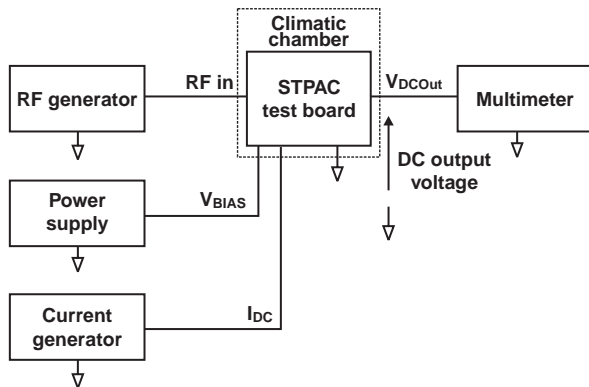 Climatic
chamber
RF generator
RF in
STPAC
test board
VDCOut
Multimeter
DC output
voltage
Power
supply
VBIAS
Current
generator
IDC